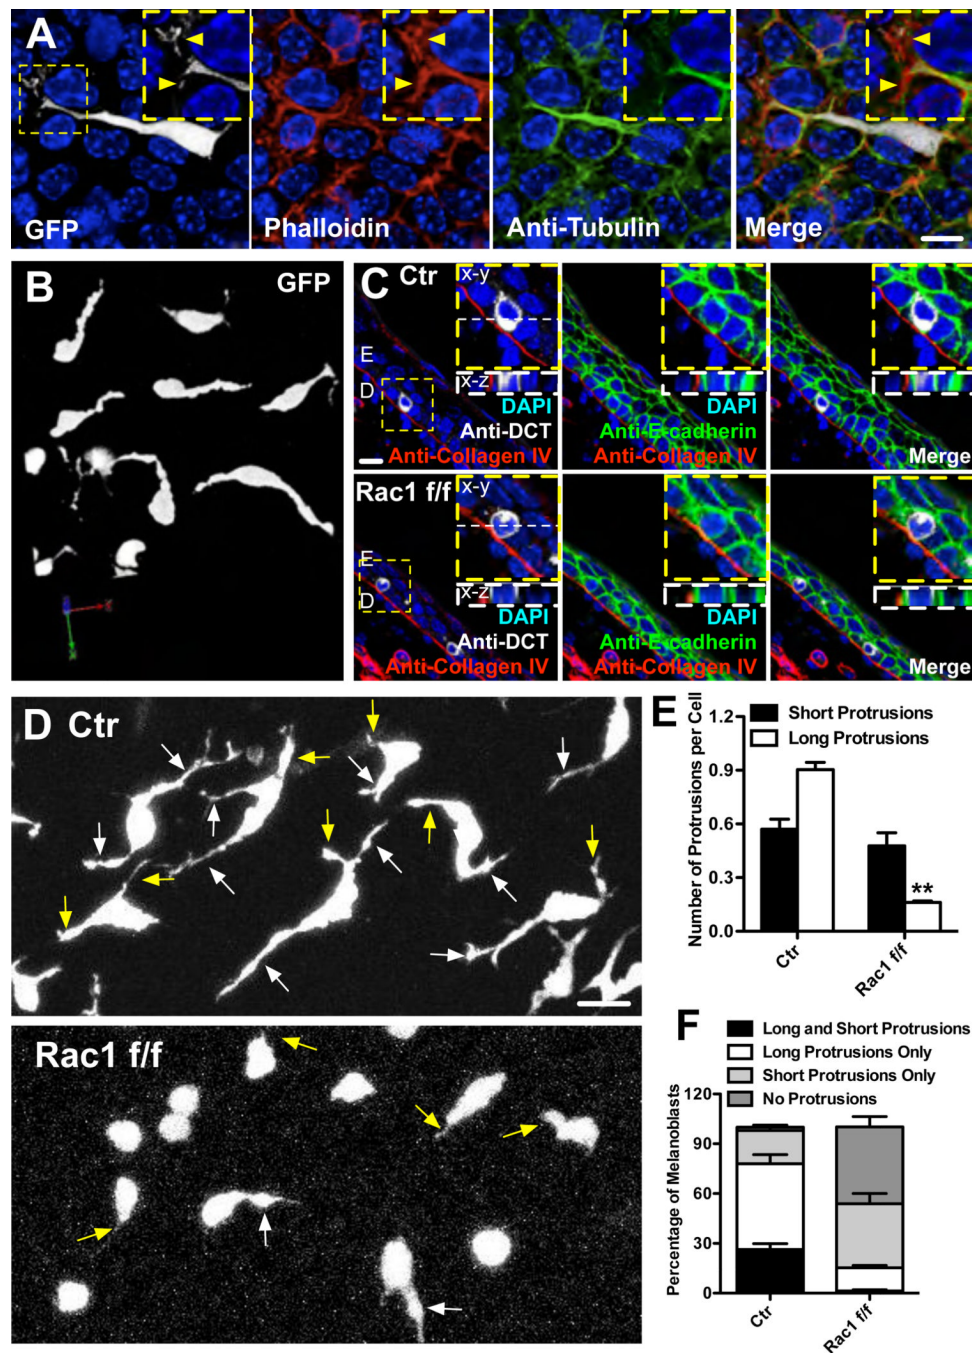 A
GFP
Phalloidin
Anti-Tubulin
Merge
B
GFP
C Ctr
x-y
E
D
x-z
DAPI
Anti-DCT
Anti-Collagen IV
DAPI
Anti-E-cadherin
Anti-Collagen IV
Merge
Rac1 f/f
x-y
E
D
x-z
DAPI
Anti-DCT
Anti-Collagen IV
DAPI
Anti-E-cadherin
Anti-Collagen IV
Merge
D Ctr
Rac1 f/f
E
Short Protrusions
Long Protrusions
Number of Protrusions per Cell
1.2
0.9
0.6
0.3
0.0
**
Ctr
Rac1 f/f
F
Long and Short Protrusions
Long Protrusions Only
Short Protrusions Only
No Protrusions
Percentage of Melanoblasts
120
90
60
30
0
Ctr
Rac1 f/f